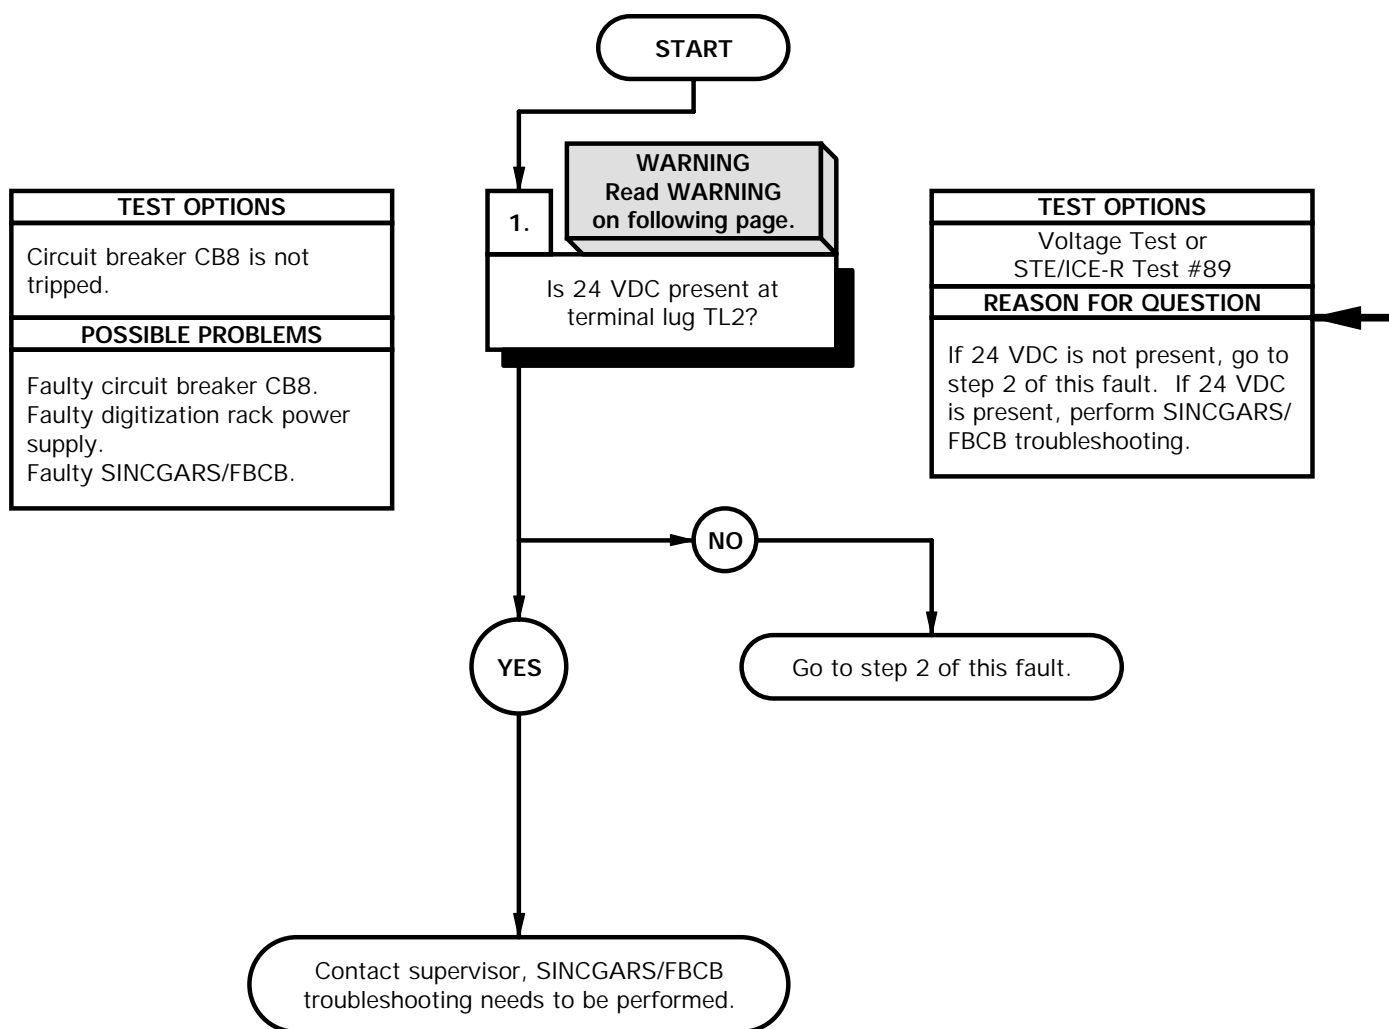 START
WARNING
Read WARNING
on following page.
1.
Is 24 VDC present at
terminal lug TL2?
TEST OPTIONS
Circuit breaker CB8 is not
tripped.
POSSIBLE PROBLEMS
Faulty circuit breaker CB8.
Faulty digitization rack power
supply.
Faulty SINCGARS/FBCB.
TEST OPTIONS
Voltage Test or
STE/ICE-R Test #89
REASON FOR QUESTION
If 24 VDC is not present, go to
step 2 of this fault.  If 24 VDC
is present, perform SINCGARS/
FBCB troubleshooting.
NO
YES
Go to step 2 of this fault.
Contact supervisor, SINCGARS/FBCB
troubleshooting needs to be performed.